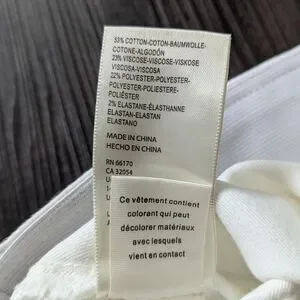 53% COTTON-COTON-BAUMWOLLE-
COTONE-ALGODÓN
23% VISCOSE-VISCOSE-VISKOSE
VISCOSA-VISCOSA
22% POLYESTER-POLYESTER-
POLYESTER-POLIESTERE-
POLIÉSTER
2% ELASTANE-ÉLASTHANNE
ELASTAN-ELASTAN
ELASTANO
MADE IN CHINA
HECHO EN CHINA
RN 66170
CA 32054
Ce vêtement contient
colorant qui peut
décolorer matériaux
avec lesquels
vient en contact